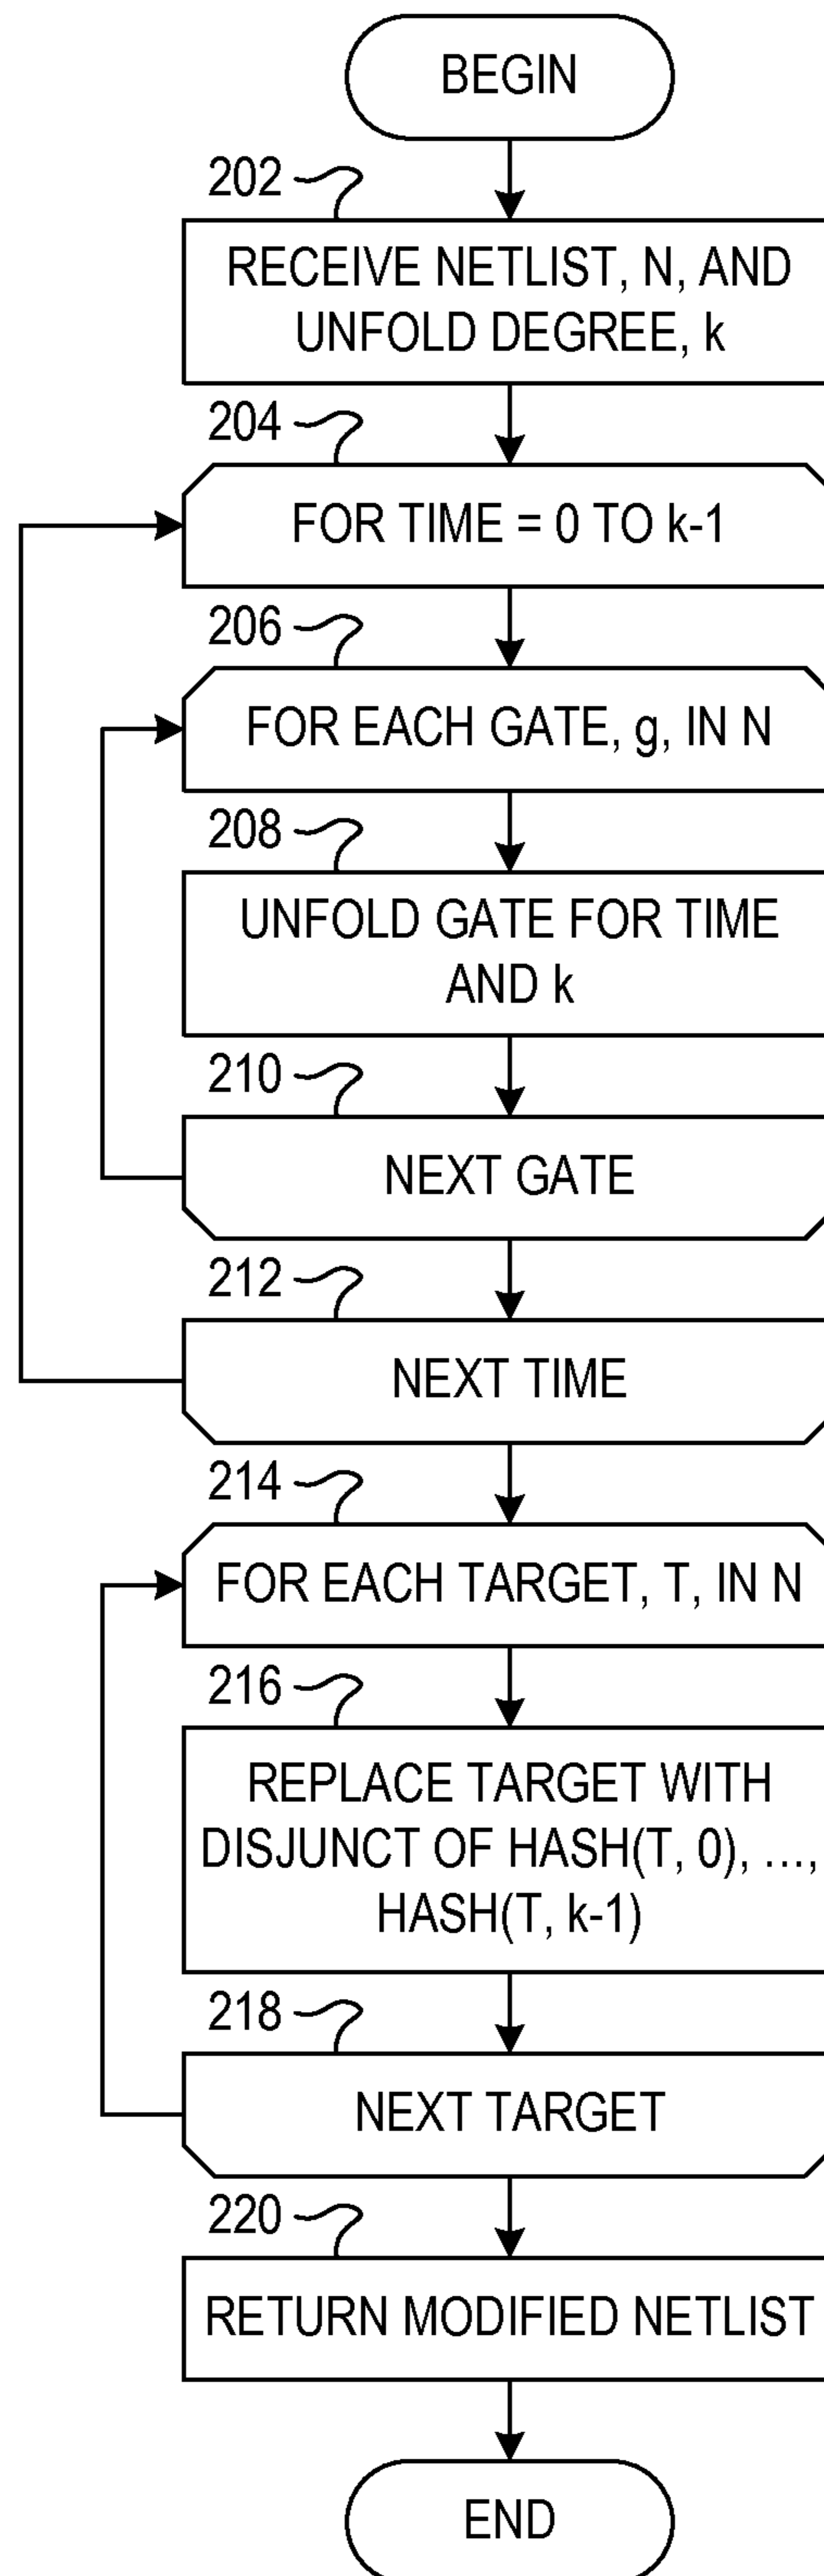 BEGIN
202
RECEIVE NETLIST, N, AND
UNFOLD DEGREE, k
204
FOR TIME = 0 TO k-1
206
FOR EACH GATE, g, IN N
208
UNFOLD GATE FOR TIME
AND k
210
NEXT GATE
212
NEXT TIME
214
FOR EACH TARGET, T, IN N
216
REPLACE TARGET WITH
DISJUNCT OF HASH(T, 0), ...,
HASH(T, k-1)
218
NEXT TARGET
220
RETURN MODIFIED NETLIST
END